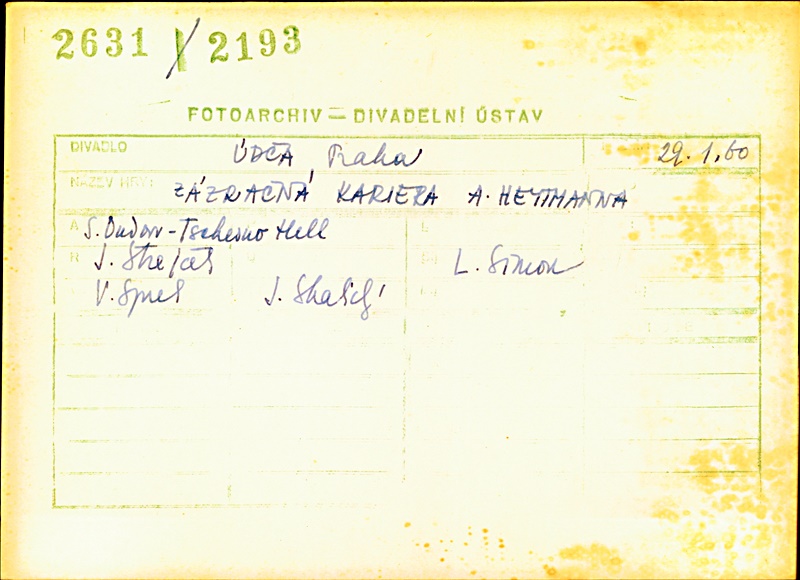 2631 / 2193
FOTOARCHIV — DIVADELNÍ ÚSTAV
DIVADLO ÚDČA Praha 29.1.60
NÁZEV HRY: ZÁZRAČNÁ KARIERA A. HEYTMANNA
A S. Dudow - Tschesno Hell
R J. Strejček L. Simon
V. Spurl J. Skalický